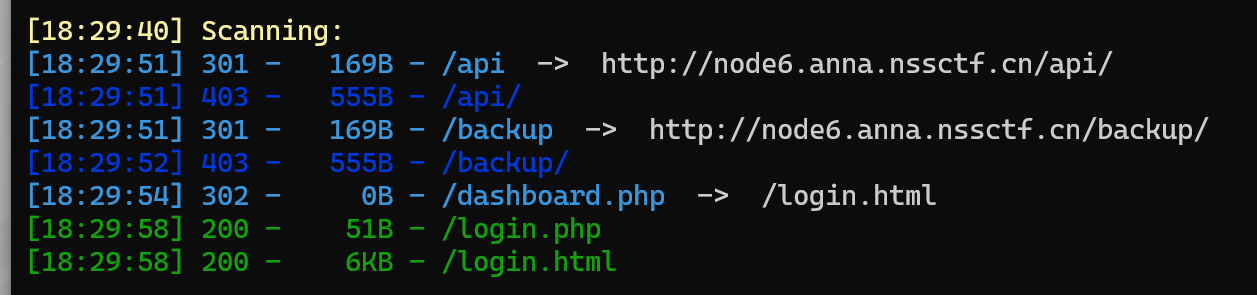 [18:29:40] Scanning:
[18:29:51] 301 -   169B - /api  ->  http://node6.anna.nssctf.cn/api/
[18:29:51] 403 -   555B - /api/
[18:29:51] 301 -   169B - /backup  ->  http://node6.anna.nssctf.cn/backup/
[18:29:52] 403 -   555B - /backup/
[18:29:54] 302 -     0B - /dashboard.php  ->  /login.html
[18:29:58] 200 -    51B - /login.php
[18:29:58] 200 -    6KB - /login.html